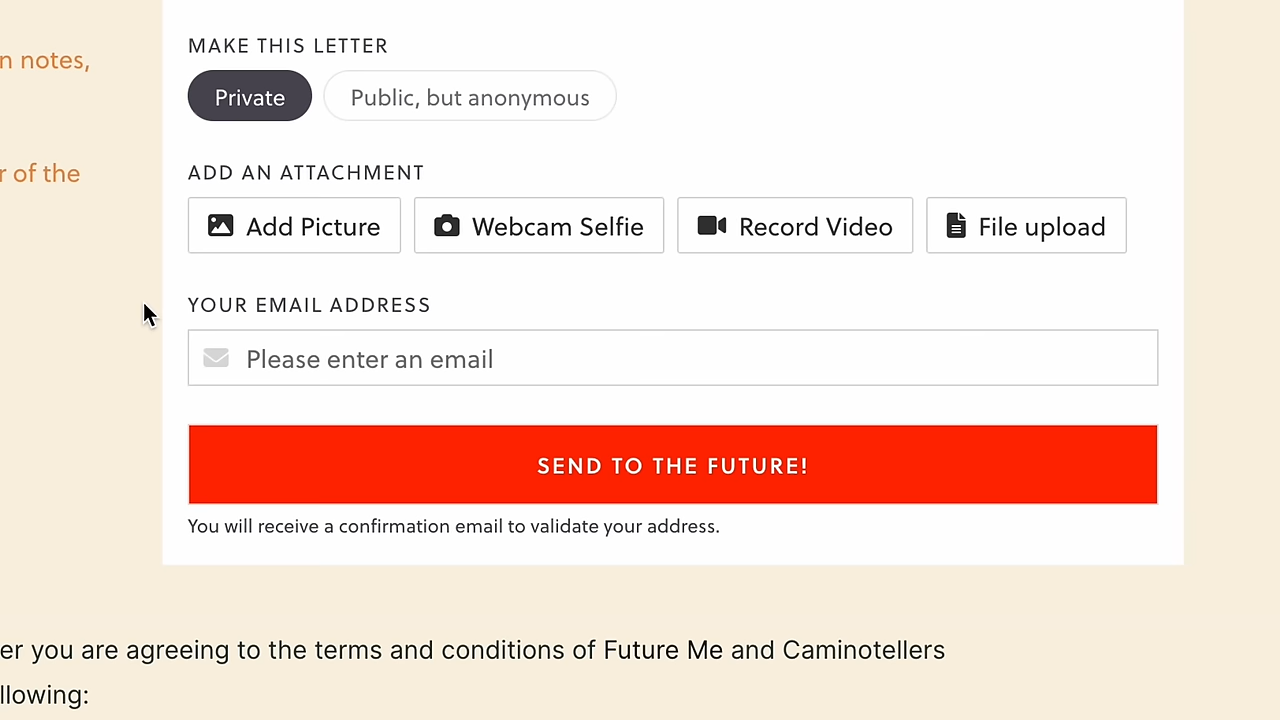 MAKE THIS LETTER
n notes,
Private
Public, but anonymous
ADD AN ATTACHMENT
r of the
Add Picture
Webcam Selfie
Record Video
File upload
YOUR EMAIL ADDRESS
Please enter an email
SEND TO THE FUTURE!
You will receive a confirmation email to validate your address.
er you are agreeing to the terms and conditions of Future Me and Caminotellers
llowing: